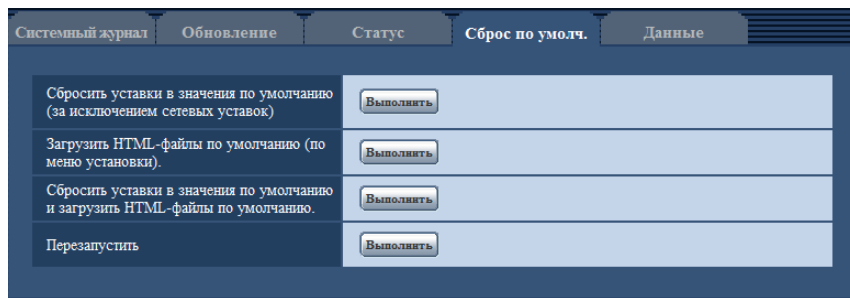 Системный журнал Обновление Статус Сброс по умолч. Данные
Сбросить уставки в значения по умолчанию
(за исключением сетевых уставок)
Выполнить
Загрузить HTML-файлы по умолчанию (по
меню установки).
Выполнить
Сбросить уставки в значения по умолчанию
и загрузить HTML-файлы по умолчанию.
Выполнить
Перезапустить
Выполнить